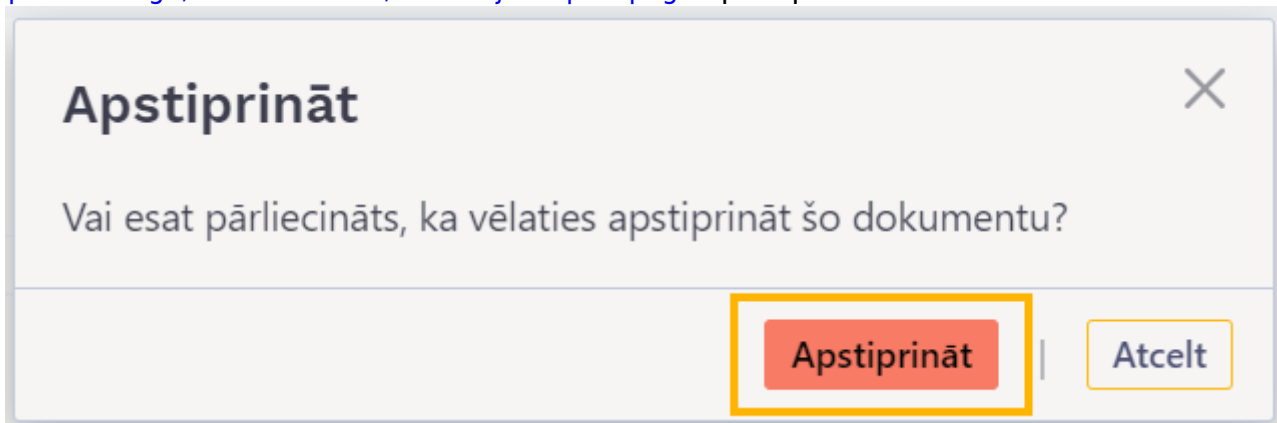 Apstiprināt
Vai esat pārliecināts, ka vēlaties apstiprināt šo dokumentu?
Apstiprināt | Atcelt